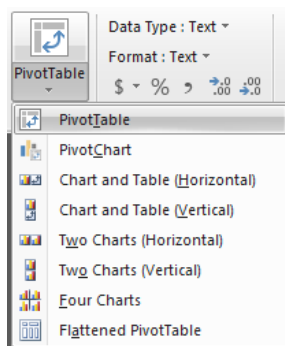 Data Type : Text
Format : Text
PivotTable
$ % , .0 .00 .00 .0
PivotTable
PivotChart
Chart and Table (Horizontal)
Chart and Table (Vertical)
Two Charts (Horizontal)
Two Charts (Vertical)
Four Charts
Flattened PivotTable